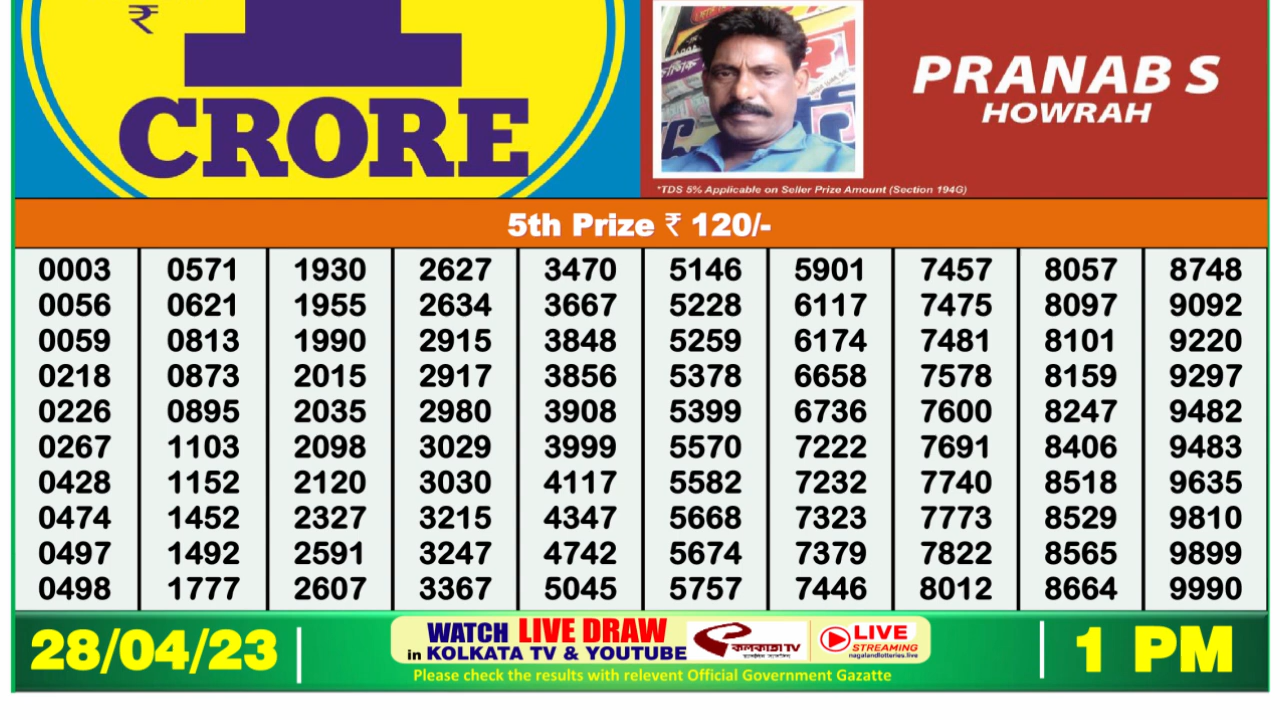 ₹
1
CRORE
PRANAB S
HOWRAH
*TDS 5% Applicable on Seller Prize Amount (Section 194G)
5th Prize ₹ 120/-
0003 0571 1930 2627 3470 5146 5901 7457 8057 8748
0056 0621 1955 2634 3667 5228 6117 7475 8097 9092
0059 0813 1990 2915 3848 5259 6174 7481 8101 9220
0218 0873 2015 2917 3856 5378 6658 7578 8159 9297
0226 0895 2035 2980 3908 5399 6736 7600 8247 9482
0267 1103 2098 3029 3999 5570 7222 7691 8406 9483
0428 1152 2120 3030 4117 5582 7232 7740 8518 9635
0474 1452 2327 3215 4347 5668 7323 7773 8529 9810
0497 1492 2591 3247 4742 5674 7379 7822 8565 9899
0498 1777 2607 3367 5045 5757 7446 8012 8664 9990
28/04/23
WATCH LIVE DRAW
in KOLKATA TV & YOUTUBE
কলকাতা TV
LIVE
STREAMING
nagalandlotteries.live
Please check the results with relevent Official Government Gazatte
1 PM